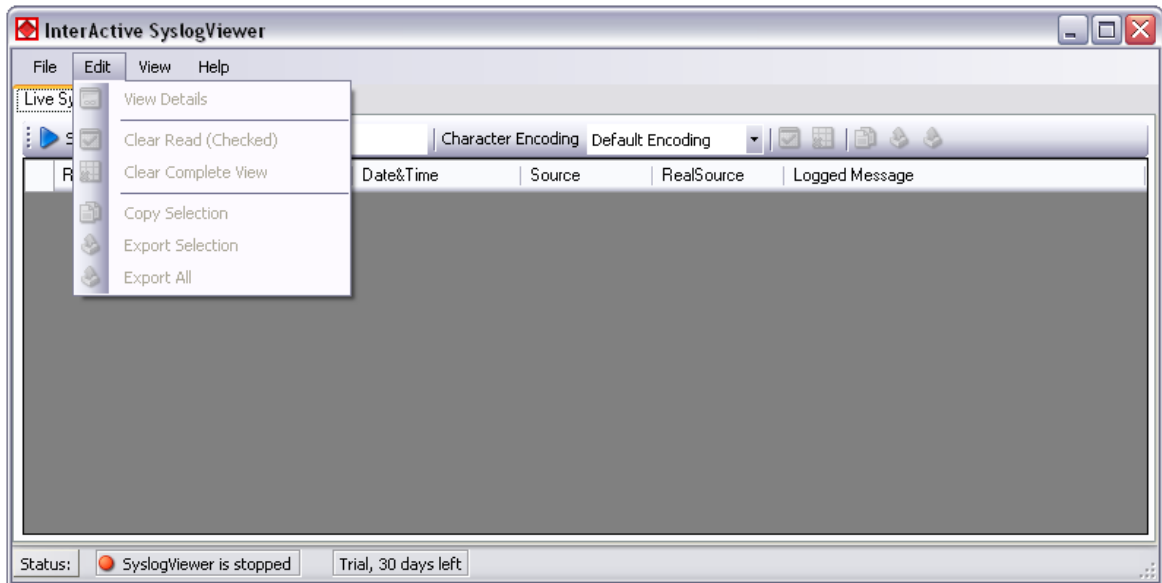 InterActive SyslogViewer
File Edit View Help
Live Sy
View Details
S Clear Read (Checked) Character Encoding Default Encoding
R Clear Complete View Date&Time Source RealSource Logged Message
Copy Selection
Export Selection
Export All
Status: SyslogViewer is stopped Trial, 30 days left